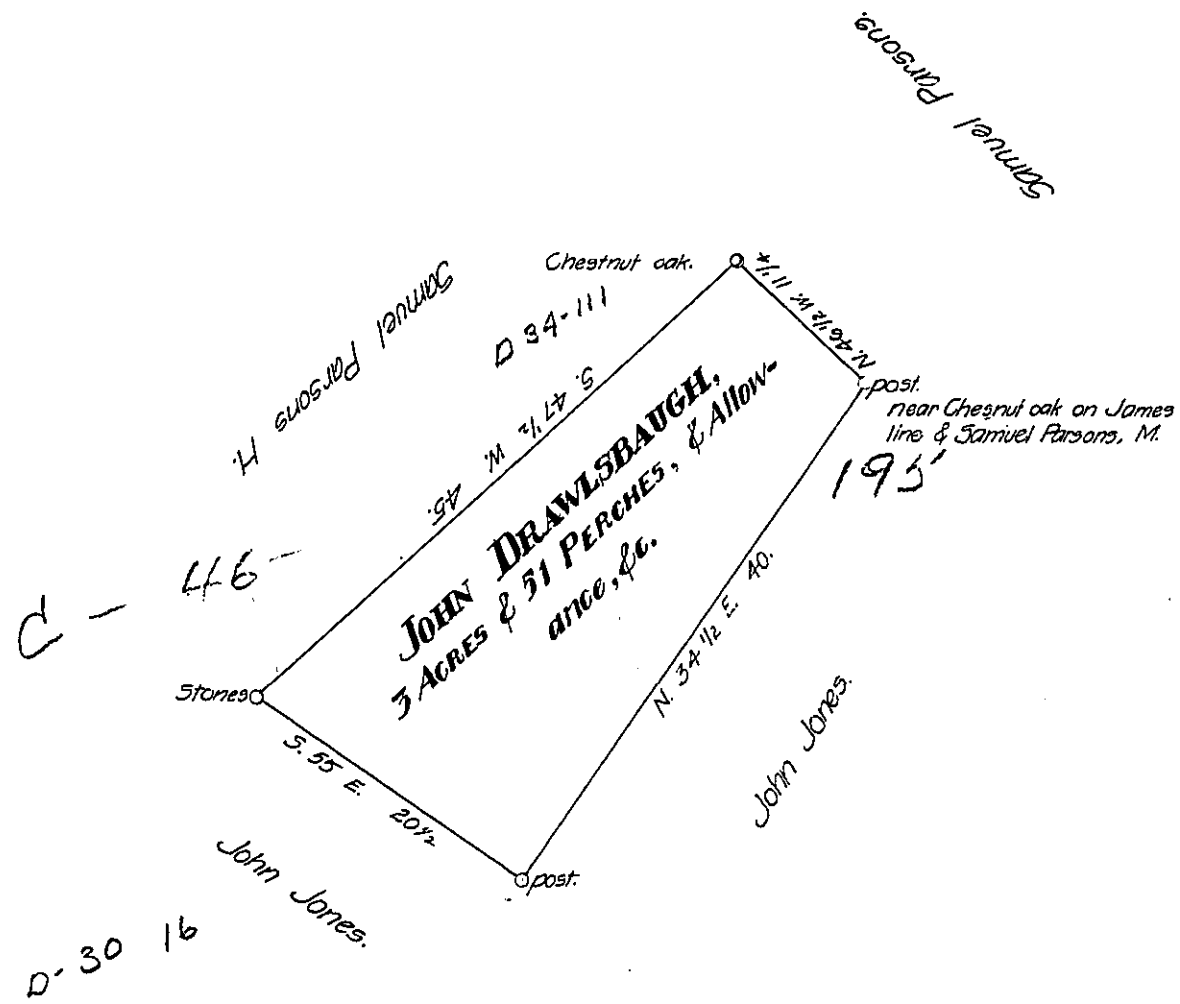 Samuel Parsons.
Chestnut oak.
N. 46 1/2 W. 11 1/4
Samuel Parsons H.
D 34-111
S. 47 1/2 W. 45.
post.
near Chesnut oak on James
line & Samuel Parsons, M.
195
JOHN DRAWLSBAUGH,
3 ACRES & 51 PERCHES, & Allow-
ance, &c.
N. 34 1/2 E. 40.
C - 46 -
Stones
S. 55 E. 20 1/2
John Jones.
post.
John Jones.
D- 30 16